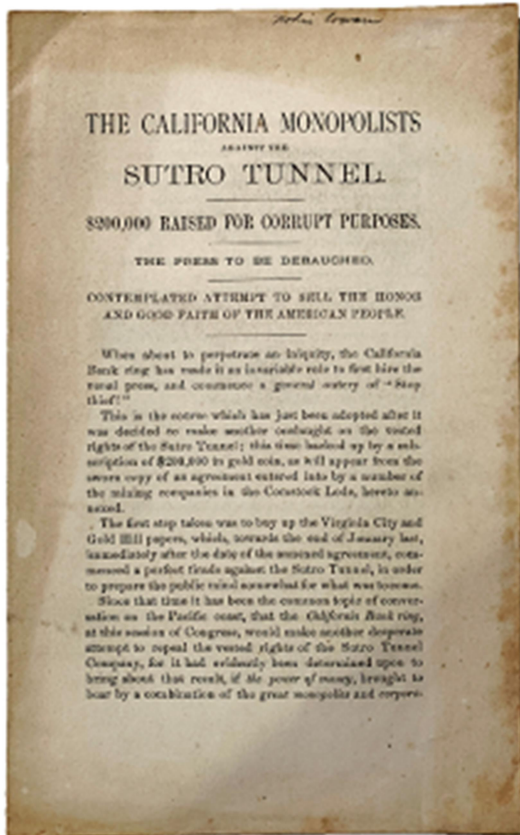 THE CALIFORNIA MONOPOLISTS
AGAINST THE
SUTRO TUNNEL.
$200,000 RAISED FOR CORRUPT PURPOSES.
THE PRESS TO BE DEBAUCHED.
CONTEMPLATED ATTEMPT TO SELL THE HONOR
AND GOOD FAITH OF THE AMERICAN PEOPLE.
When about to perpetrate an iniquity, the California
Bank ring has made it an invariable rule to first hire the
venal press, and commence a general outcry of "Stop
thief!"
This is the course which has just been adopted after it
was decided to make another onslaught on the vested
rights of the Sutro Tunnel; this time backed up by a sub-
scription of $200,000 in gold coin, as will appear from the
sworn copy of an agreement entered into by a number of
the mining companies in the Comstock Lode, hereto an-
nexed.
The first step taken was to buy up the Virginia City and
Gold Hill papers, which, towards the end of January last,
immediately after the date of the annexed agreement, com-
menced a perfect tirade against the Sutro Tunnel, in order
to prepare the public mind somewhat for what was to come.
Since that time it has been the common topic of conver-
sation on the Pacific coast, that the California Bank ring,
at this session of Congress, would make another desperate
attempt to repeal the vested rights of the Sutro Tunnel
Company, for it had evidently been determined upon to
bring about that result, if the power of money, brought to
bear by a combination of the great monopolies and corpora-